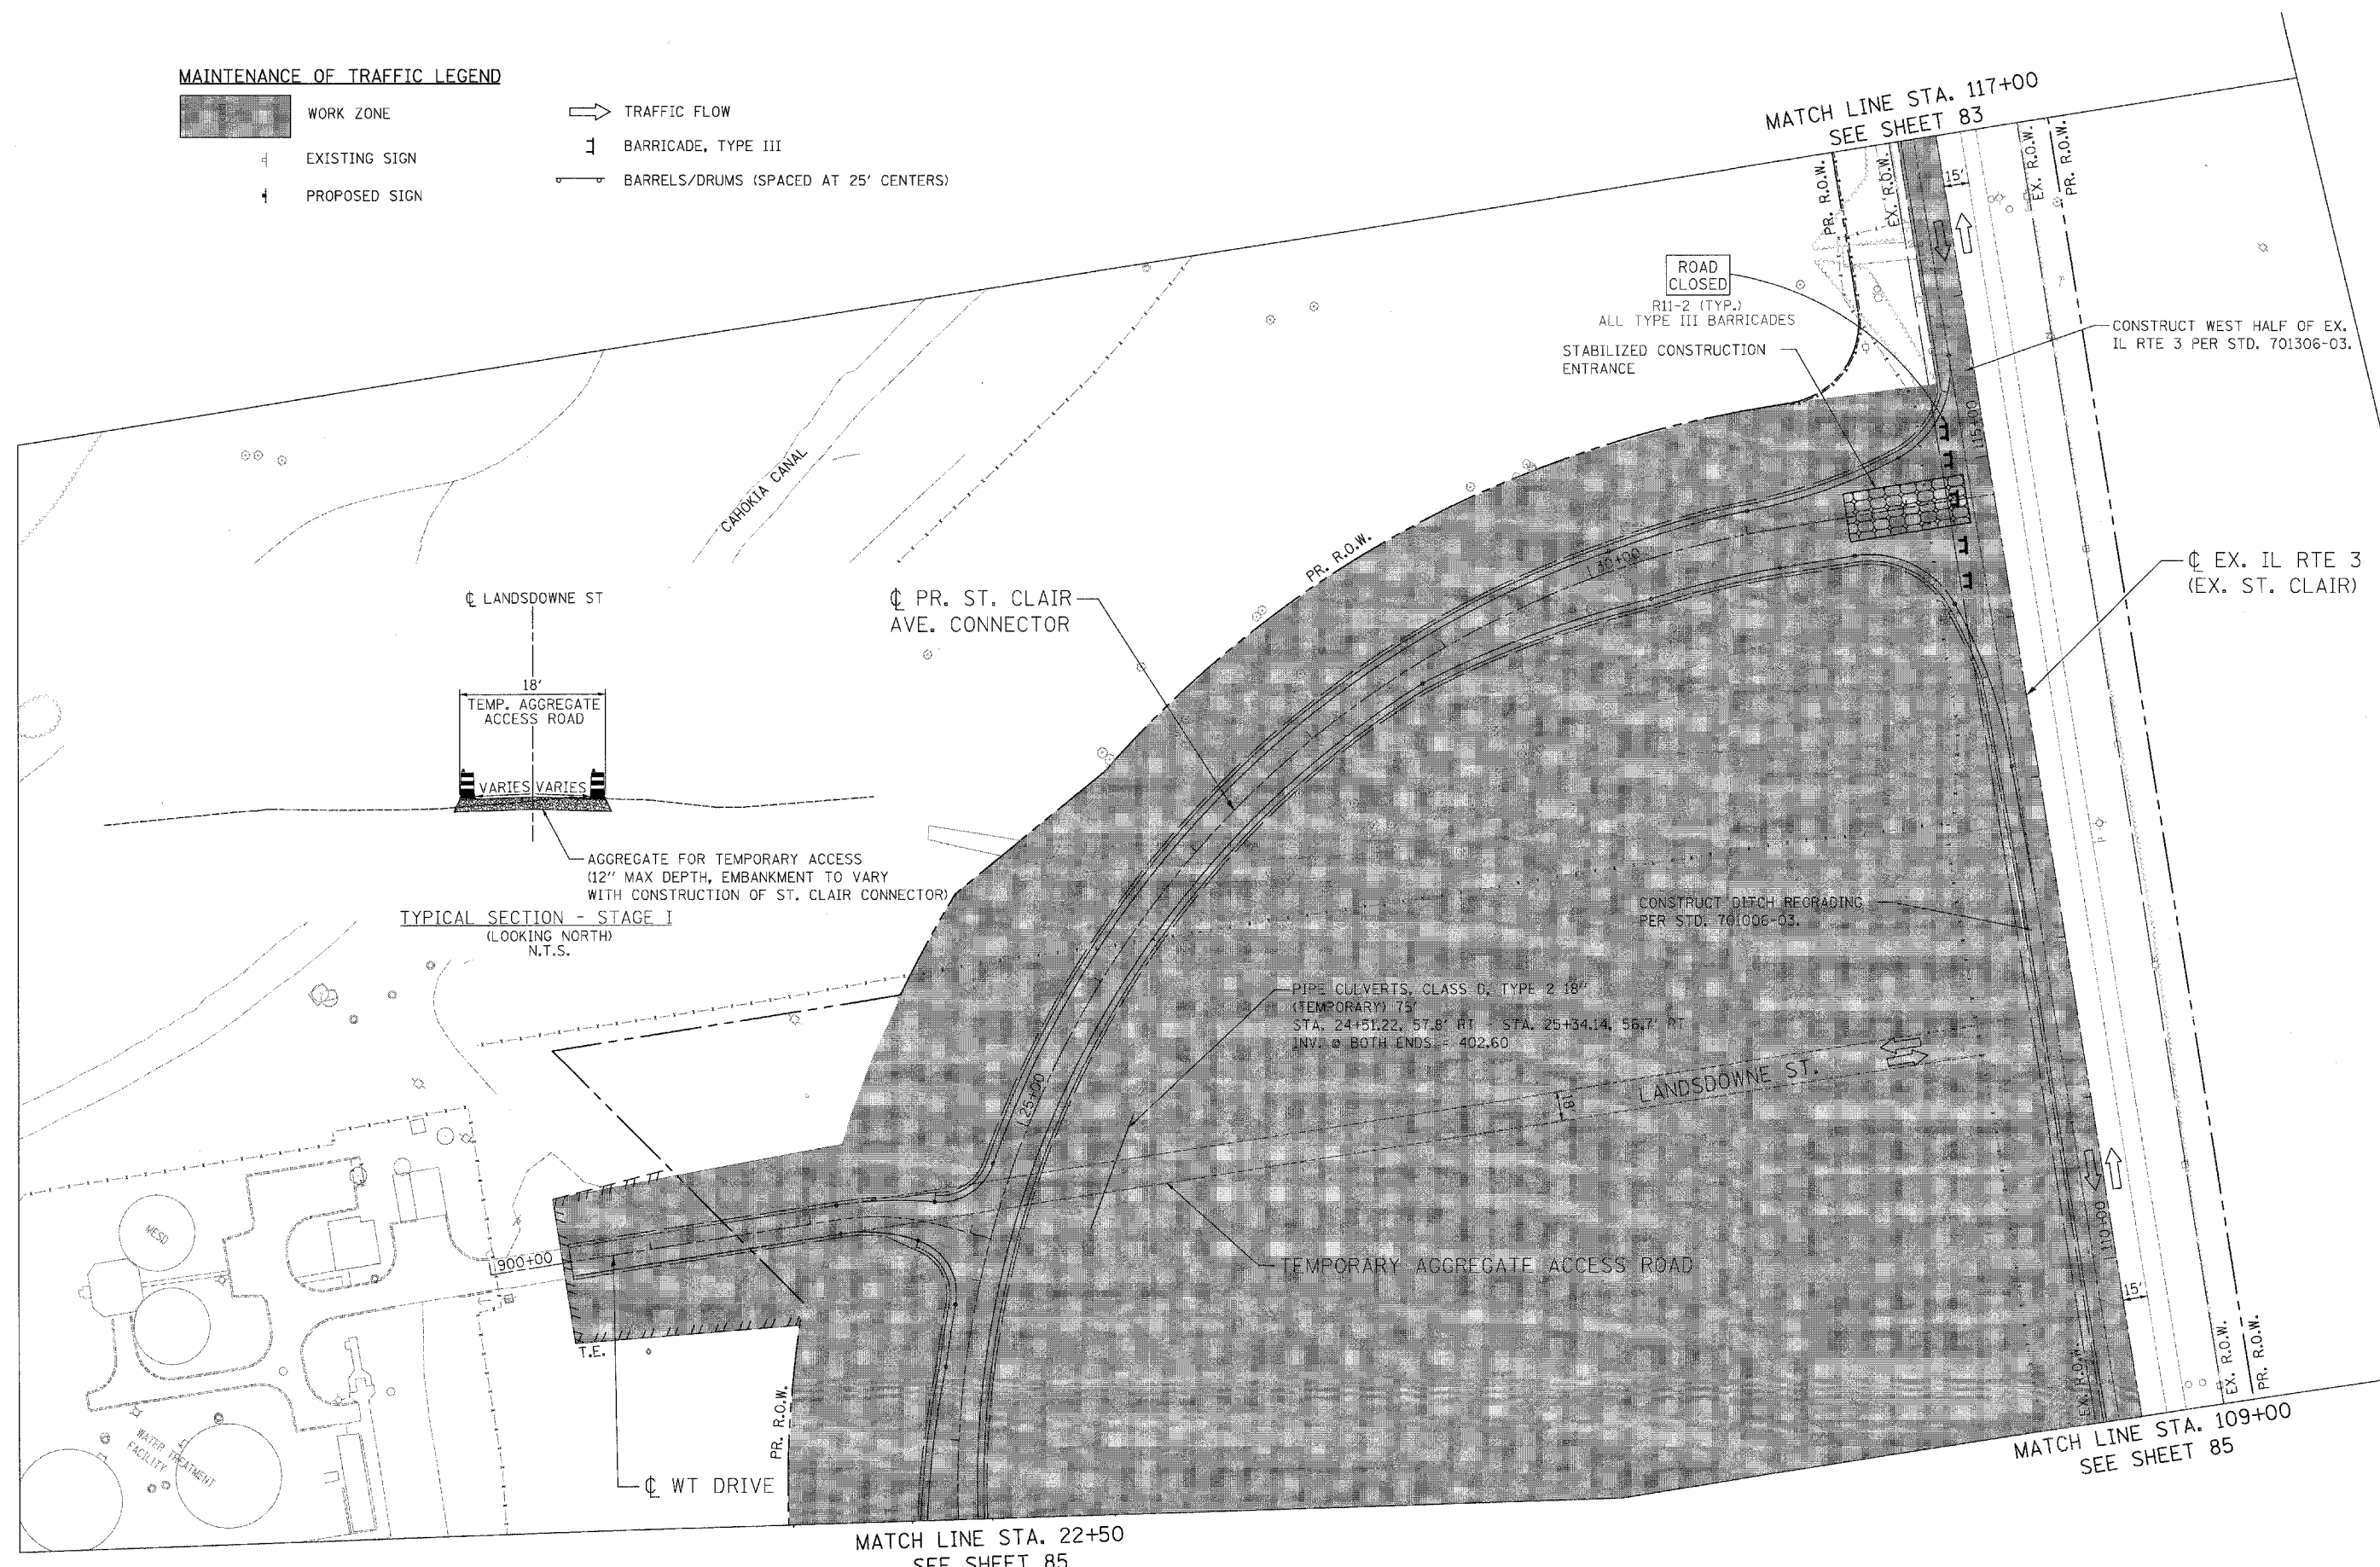 MAINTENANCE OF TRAFFIC LEGEND
WORK ZONE
EXISTING SIGN
PROPOSED SIGN
TRAFFIC FLOW
BARRICADE, TYPE III
BARRELS/DRUMS (SPACED AT 25' CENTERS)
MATCH LINE STA. 117+00
SEE SHEET 83
PR. R.O.W.
EX. R.O.W.
15'
EX. R.O.W.
PR. R.O.W.
ROAD
CLOSED
R11-2 (TYP.)
ALL TYPE III BARRICADES
STABILIZED CONSTRUCTION
ENTRANCE
CONSTRUCT WEST HALF OF EX.
IL RTE 3 PER STD. 701306-03.
115+00
CAHOKIA CANAL
PR. R.O.W.
130+00
℄ EX. IL RTE 3
(EX. ST. CLAIR)
℄ PR. ST. CLAIR
AVE. CONNECTOR
℄ LANDSDOWNE ST
18'
TEMP. AGGREGATE
ACCESS ROAD
VARIES VARIES
AGGREGATE FOR TEMPORARY ACCESS
(12" MAX DEPTH, EMBANKMENT TO VARY
WITH CONSTRUCTION OF ST. CLAIR CONNECTOR)
TYPICAL SECTION - STAGE I
(LOOKING NORTH)
N.T.S.
CONSTRUCT DITCH REGRADING
PER STD. 701006-03.
PIPE CULVERTS, CLASS D, TYPE 2 18"
(TEMPORARY) 75'
STA. 24+51.22, 57.8' RT - STA. 25+34.14, 56.7' RT
INV. @ BOTH ENDS = 402.60
125+00
LANDSDOWNE ST.
18'
TEMPORARY AGGREGATE ACCESS ROAD
110+00
15'
MESD
900+00
T.E.
WATER TREATMENT
FACILITY
℄ WT DRIVE
PR. R.O.W.
EX. R.O.W.
EX. R.O.W.
PR. R.O.W.
MATCH LINE STA. 109+00
SEE SHEET 85
MATCH LINE STA. 22+50
SEE SHEET 85